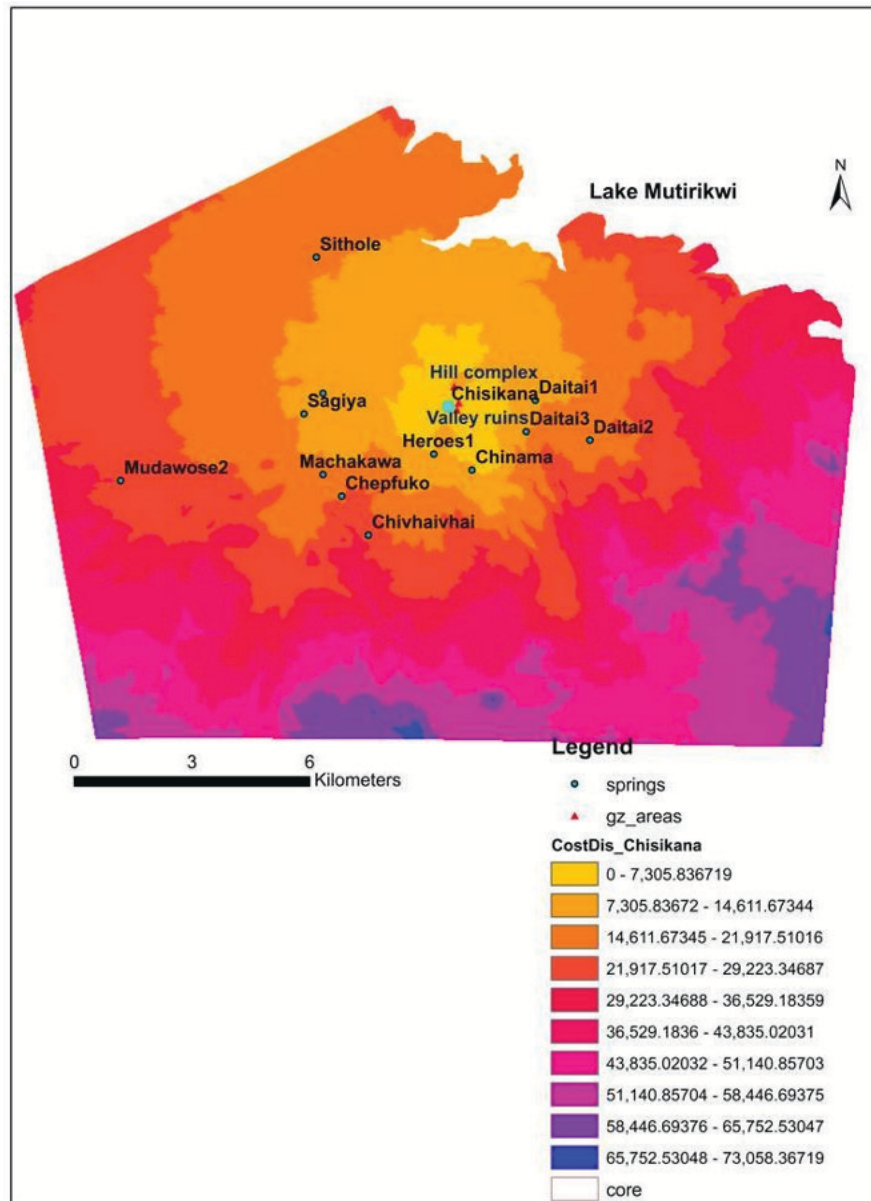 N
Lake Mutirikwi
Sithole
Hill complex
Chisikana
Daitai1
Sagiya
Valley ruins
Daitai3
Daitai2
Heroes1
Chinama
Mudawose2
Machakawa
Chepfuko
Chivhaivhai
0 3 6
Kilometers
Legend
springs
gz_areas
CostDis_Chisikana
0 - 7,305.836719
7,305.83672 - 14,611.67344
14,611.67345 - 21,917.51016
21,917.51017 - 29,223.34687
29,223.34688 - 36,529.18359
36,529.1836 - 43,835.02031
43,835.02032 - 51,140.85703
51,140.85704 - 58,446.69375
58,446.69376 - 65,752.53047
65,752.53048 - 73,058.36719
core